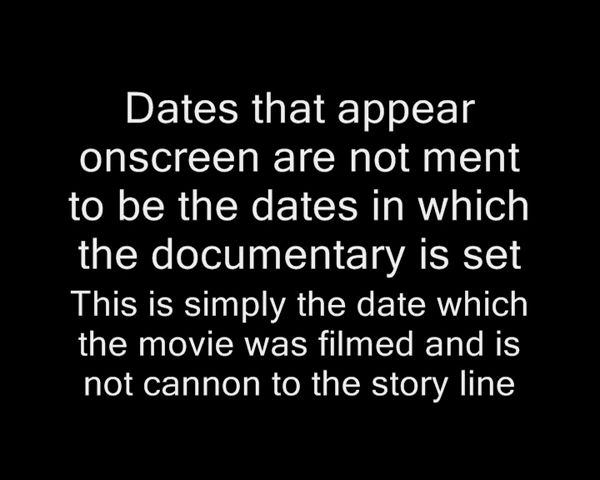 Dates that appear
onscreen are not ment
to be the dates in which
the documentary is set
This is simply the date which
the movie was filmed and is
not cannon to the story line